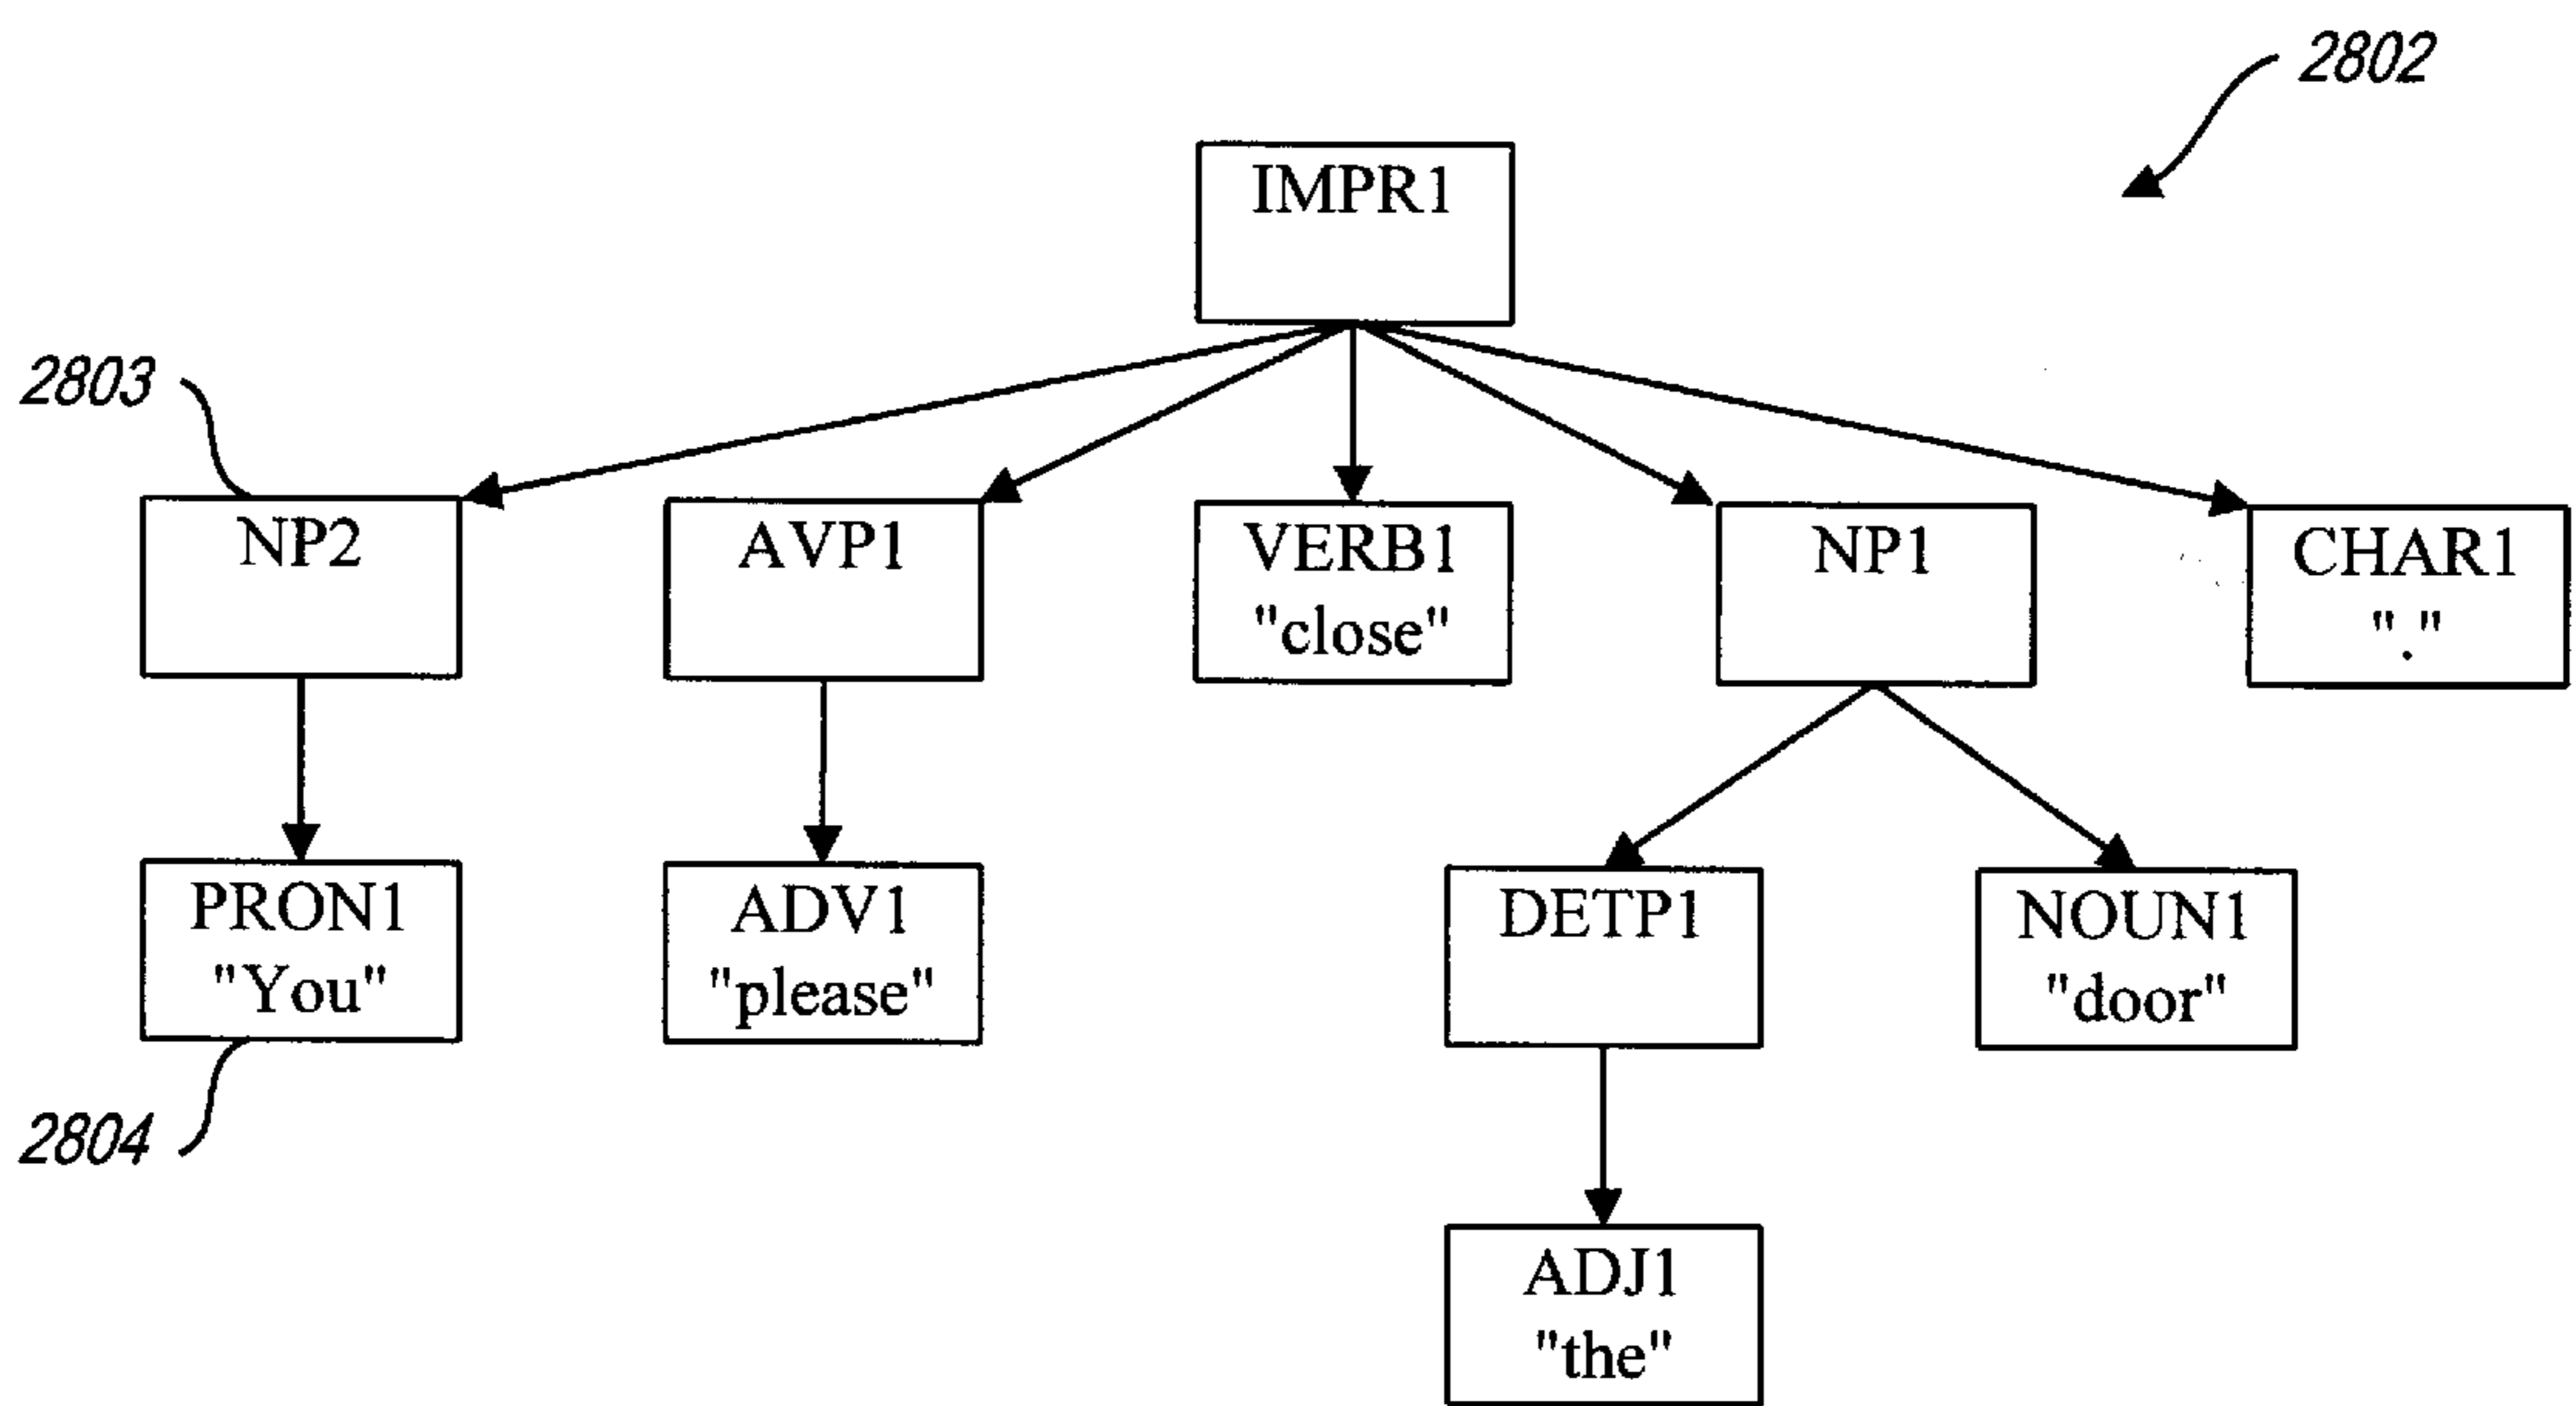 2802
IMPR1
2803
NP2
AVP1
VERB1
"close"
NP1
CHAR1
"."
PRON1
"You"
ADV1
"please"
DETP1
NOUN1
"door"
2804
ADJ1
"the"